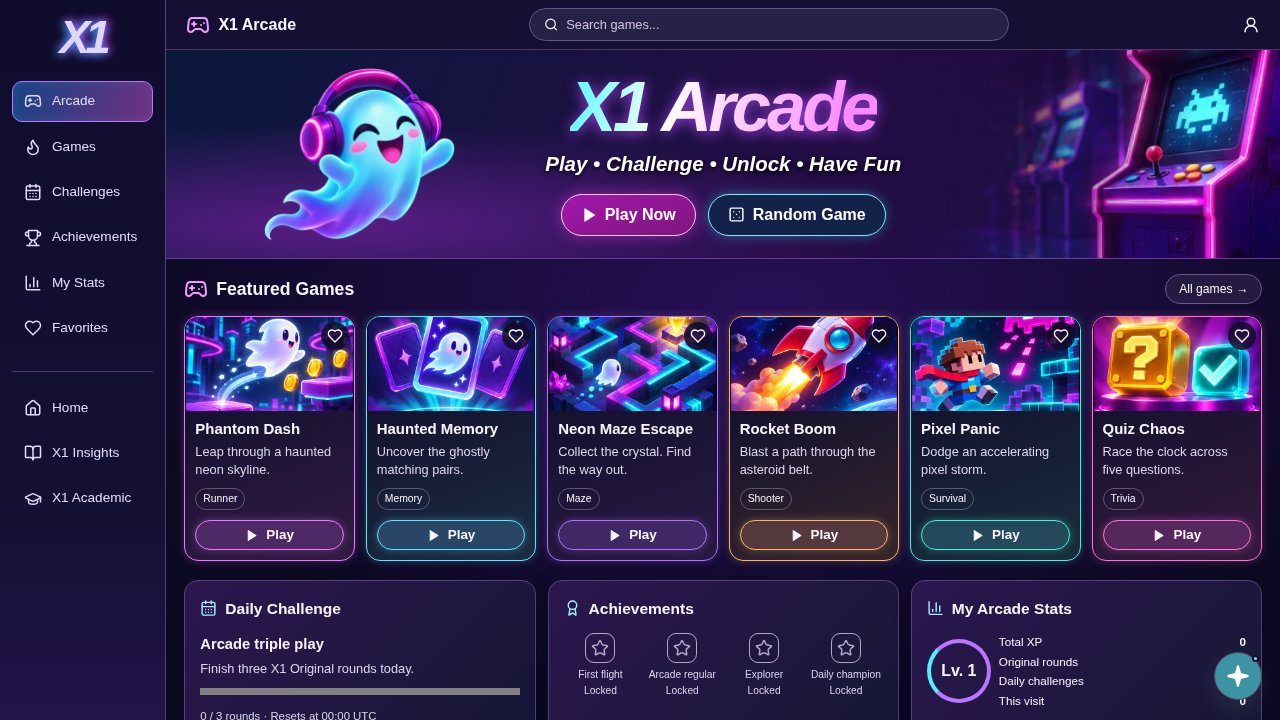 X1
X1 Arcade
Search games...
Arcade
Games
Challenges
Achievements
My Stats
Favorites
Home
X1 Insights
X1 Academic
X1 Arcade
Play • Challenge • Unlock • Have Fun
Play Now
Random Game
Featured Games
All games →
Phantom Dash
Leap through a haunted
neon skyline.
Runner
Play
Haunted Memory
Uncover the ghostly
matching pairs.
Memory
Play
Neon Maze Escape
Collect the crystal. Find
the way out.
Maze
Play
Rocket Boom
Blast a path through the
asteroid belt.
Shooter
Play
Pixel Panic
Dodge an accelerating
pixel storm.
Survival
Play
?
Quiz Chaos
Race the clock across
five questions.
Trivia
Play
Daily Challenge
Arcade triple play
Finish three X1 Original rounds today.
0 / 3 rounds · Resets at 00:00 UTC
Achievements
First flight
Locked
Arcade regular
Locked
Explorer
Locked
Daily champion
Locked
My Arcade Stats
Lv. 1
Total XP 0
Original rounds
Daily challenges
This visit 0